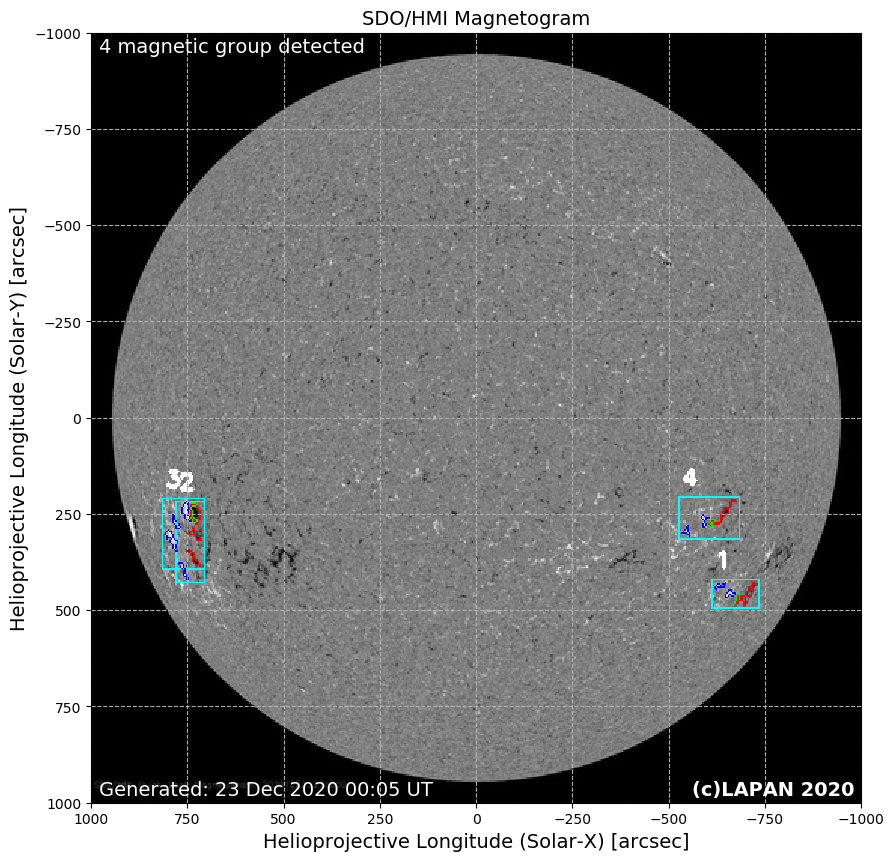 SDO/HMI Magnetogram
4 magnetic group detected
−1000
−750
−500
−250
0
250
500
750
1000
Helioprojective Longitude (Solar-Y) [arcsec]
32
4
1
Generated: 23 Dec 2020 00:05 UT
(c)LAPAN 2020
1000 750 500 250 0 −250 −500 −750 −1000
Helioprojective Longitude (Solar-X) [arcsec]